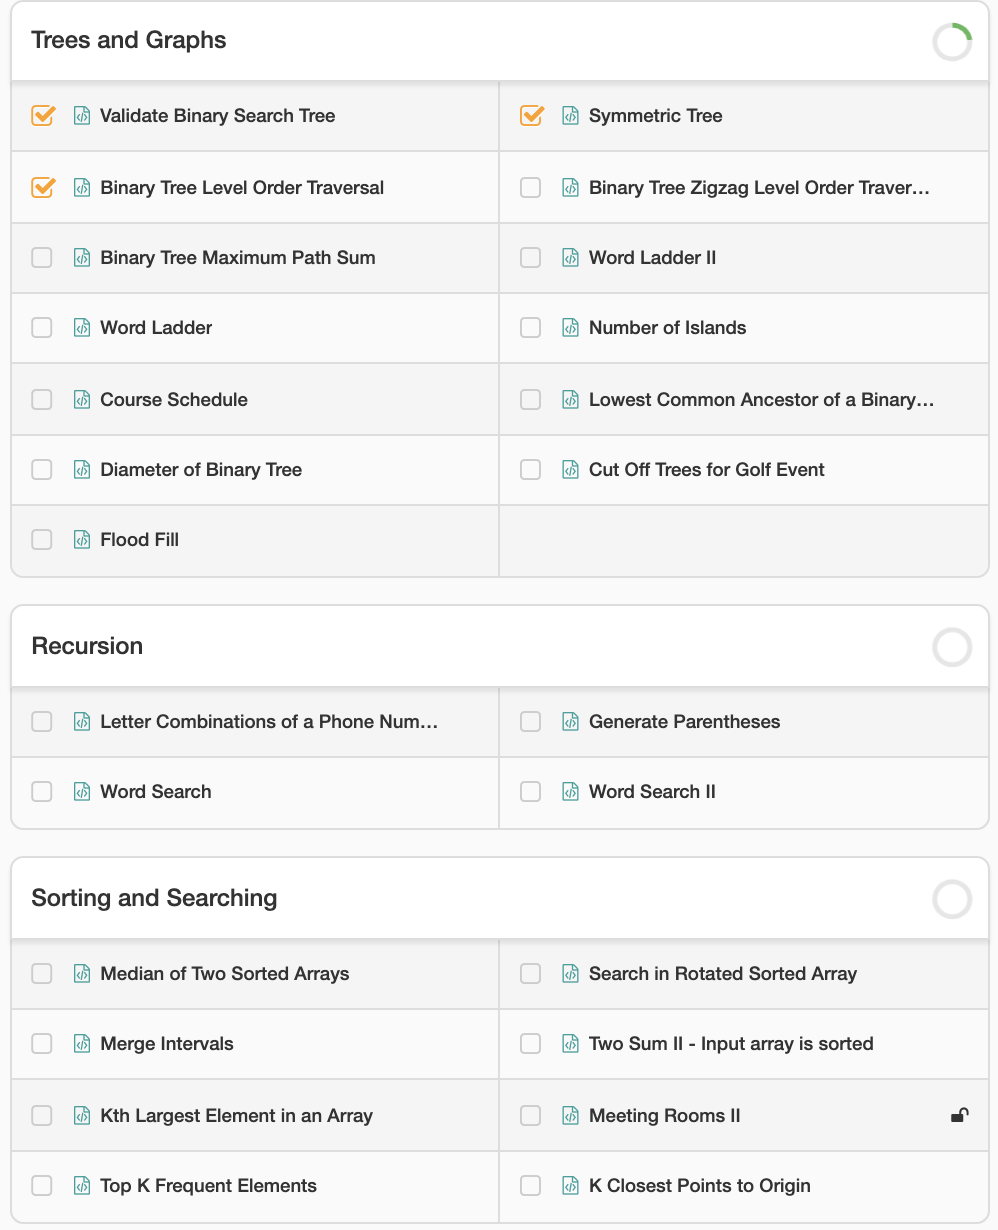 Trees and Graphs
Validate Binary Search Tree
Symmetric Tree
Binary Tree Level Order Traversal
Binary Tree Zigzag Level Order Traver...
Binary Tree Maximum Path Sum
Word Ladder II
Word Ladder
Number of Islands
Course Schedule
Lowest Common Ancestor of a Binary...
Diameter of Binary Tree
Cut Off Trees for Golf Event
Flood Fill
Recursion
Letter Combinations of a Phone Num...
Generate Parentheses
Word Search
Word Search II
Sorting and Searching
Median of Two Sorted Arrays
Search in Rotated Sorted Array
Merge Intervals
Two Sum II - Input array is sorted
Kth Largest Element in an Array
Meeting Rooms II
Top K Frequent Elements
K Closest Points to Origin